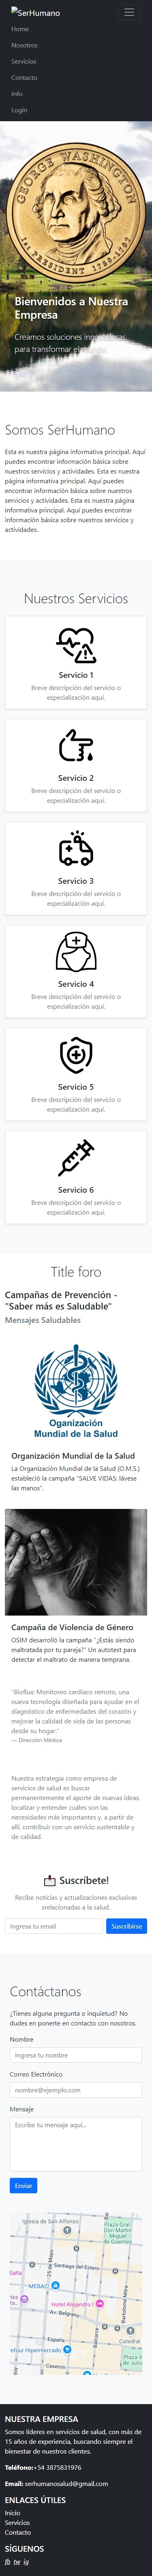 SerHumano
Home
Nosotros
Servicios
Contacto
Info
Login
GEORGE WASHINGTON
Bienvenidos a Nuestra
Empresa
Creamos soluciones innovadoras
para transformar el
Somos SerHumano
Esta es nuestra página informativa principal. Aquí
puedes encontrar información básica sobre
nuestros servicios y actividades. Esta es nuestra
página informativa principal. Aquí puedes
encontrar información básica sobre nuestros
servicios y actividades. Esta es nuestra página
informativa principal. Aquí puedes encontrar
información básica sobre nuestros servicios y
actividades.
Nuestros Servicios
Servicio 1
Breve descripción del servicio o
especialización aquí.
Servicio 2
Breve descripción del servicio o
especialización aquí.
Servicio 3
Breve descripción del servicio o
especialización aquí.
Servicio 4
Breve descripción del servicio o
especialización aquí.
Servicio 5
Breve descripción del servicio o
especialización aquí.
Servicio 6
Breve descripción del servicio o
especialización aquí.
Title foro
Campañas de Prevención -
"Saber más es Saludable"
Mensajes Saludables
Oganización
Mundial de la Salud
Organización Mundial de la Salud
La Organización Mundial de la Salud (O.M.S.)
estableció la campaña "SALVE VIDAS: lávese
las manos".
Campaña de Violencia de Género
OSIM desarrolló la campaña "¿Estás siendo
maltratada por tu pareja?" Un autotest para
detectar el maltrato de manera temprana.
"Bioflux: Monitoreo cardíaco remoto, una
nueva tecnología diseñada para ayudar en el
diagnóstico de enfermedades del corazón y
mejorar la calidad de vida de las personas
desde su hogar."
— Dirección Médica
Nuestra estrategia como empresa de
servicios de salud es buscar
permanentemente el aporte de nuevas ideas,
localizar y entender cuáles son las
necesidades más importantes y, a partir de
allí, contribuir con un servicio sustentable y
de calidad.
Suscríbete!
Recibe noticias y actualizaciones exclusivas
srelacionadas a la salud.
Ingresa tu email
Suscribirse
Contáctanos
¿Tienes alguna pregunta o inquietud? No
dudes en ponerte en contacto con nosotros.
Nombre
Ingresa tu nombre
Correo Electrónico
nombre@ejemplo.com
Mensaje
Escribe tu mensaje aquí...
Enviar
Iglesia de San Alfonso
Plaza Gral
Don Martín
Miguel de
Güemes
25 de Mayo
Salta
Santiago del Estero
MEBAC
Hotel Alejandro I
Av. Belgrano
España
Catedral
Hipermercado
Balcarce
Bartolomé Mitre
Plaza 9
Caseros
NUESTRA EMPRESA
Somos líderes en servicios de salud, con más de
15 años de experiencia, buscando siempre el
bienestar de nuestros clientes.
Teléfono:+54 3875831976
Email: serhumanosalud@gmail.com
ENLACES ÚTILES
Inicio
Servicios
Contacto
SÍGUENOS
fb tw ig